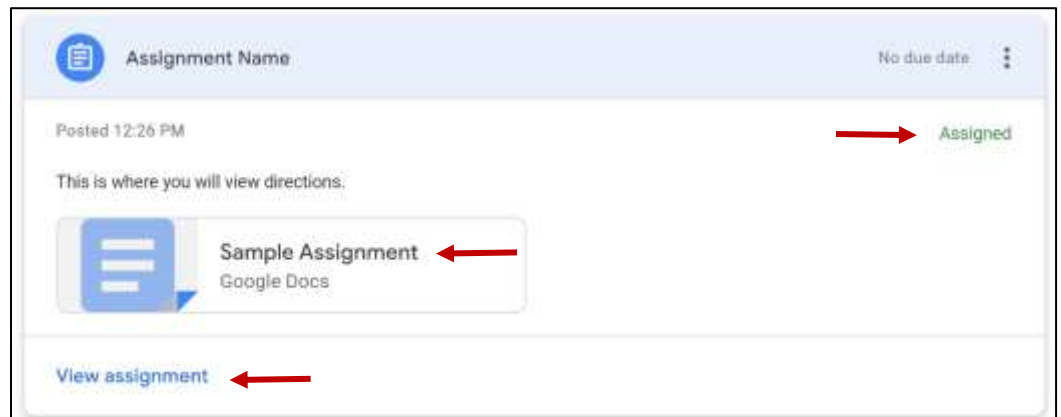 Assignment Name
No due date
Posted 12:26 PM
Assigned
This is where you will view directions.
Sample Assignment
Google Docs
View assignment